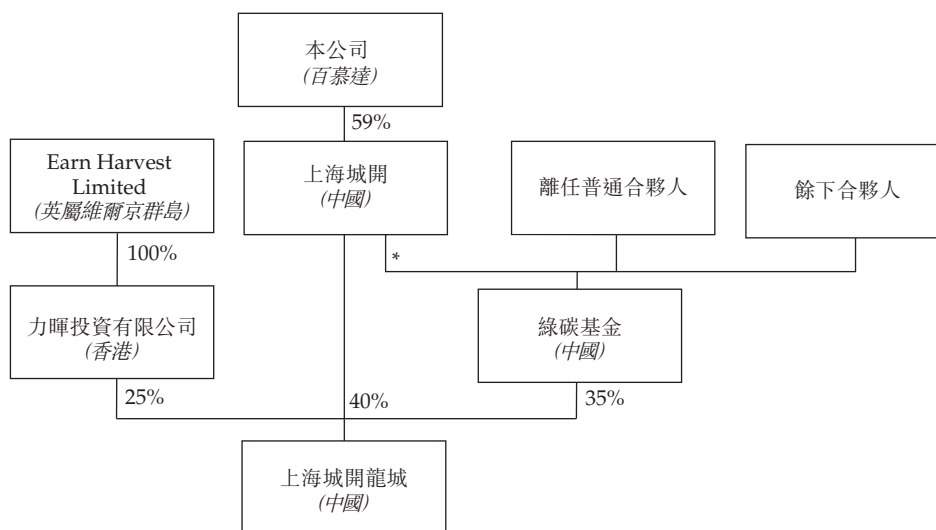 本公司
(百慕達)
59%
Earn Harvest
Limited
(英屬維爾京群島)
上海城開
(中國)
離任普通合夥人
餘下合夥人
100%
*
力暉投資有限公司
(香港)
綠碳基金
(中國)
25%
40%
35%
上海城開龍城
(中國)